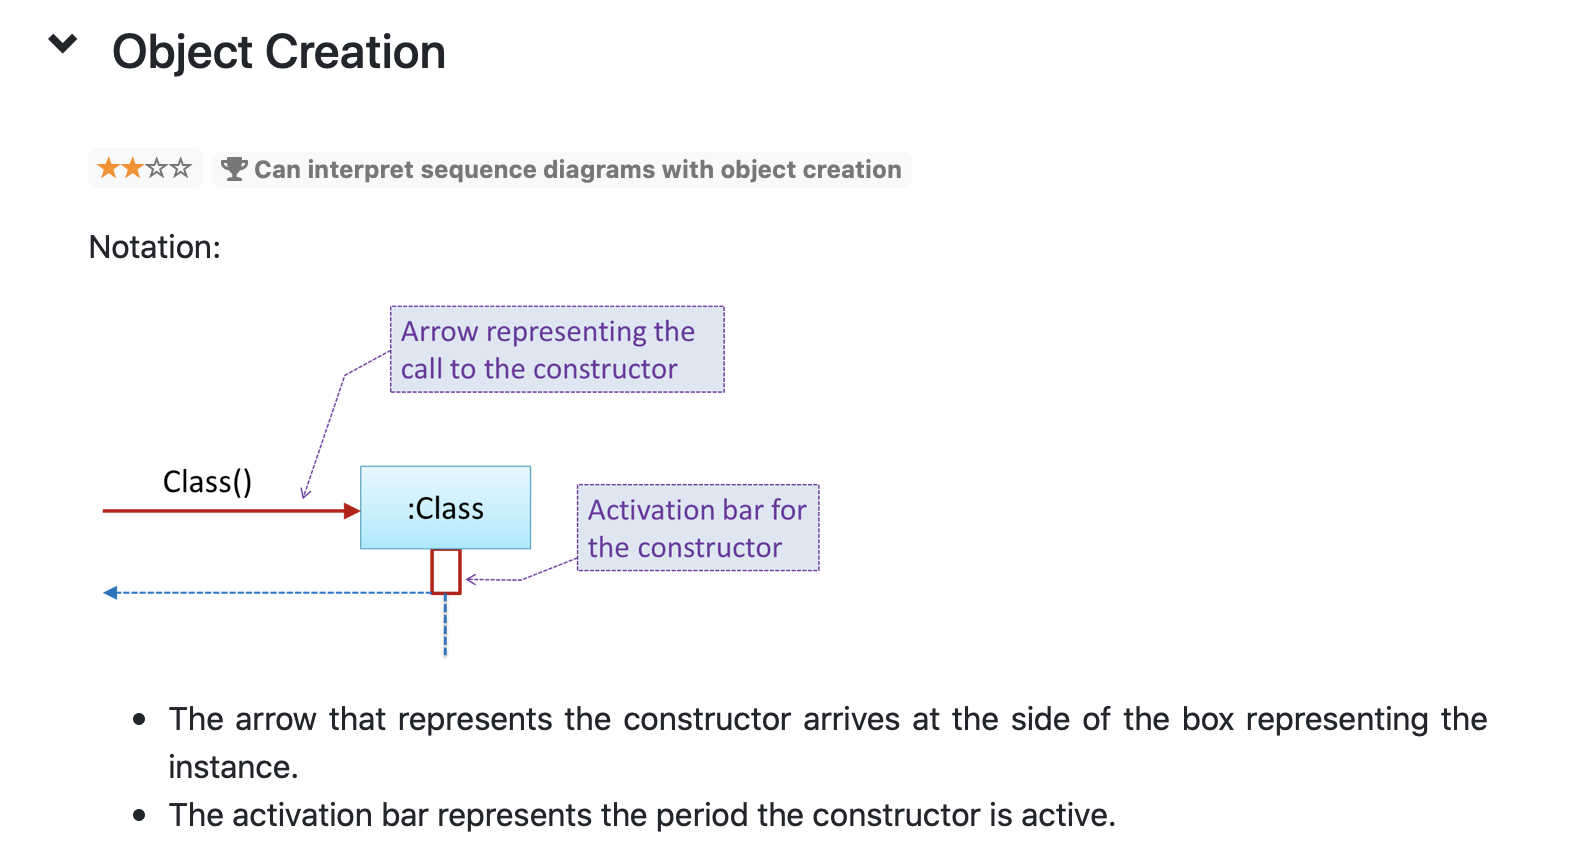 Object Creation
Can interpret sequence diagrams with object creation
Notation:
Arrow representing the
call to the constructor
Class()
:Class
Activation bar for
the constructor
The arrow that represents the constructor arrives at the side of the box representing the
instance.
The activation bar represents the period the constructor is active.